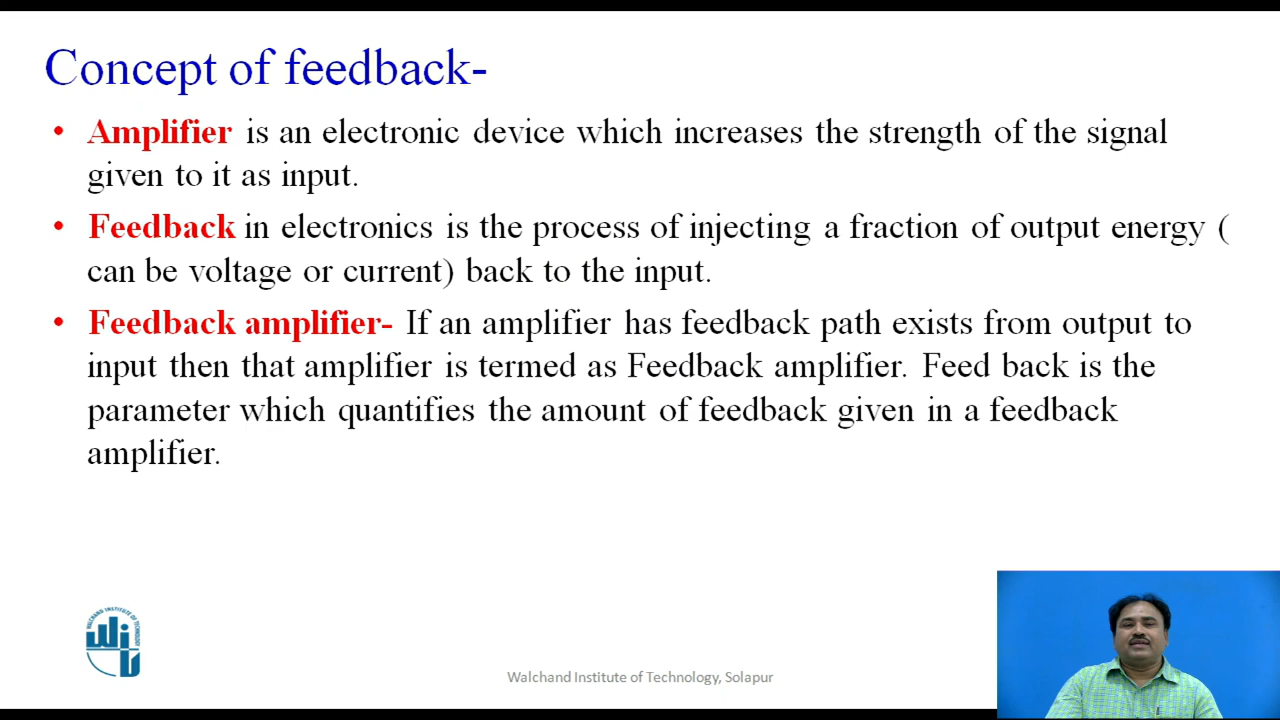 Concept of feedback-
• Amplifier is an electronic device which increases the strength of the signal
given to it as input.
• Feedback in electronics is the process of injecting a fraction of output energy (
can be voltage or current) back to the input.
• Feedback amplifier- If an amplifier has feedback path exists from output to
input then that amplifier is termed as Feedback amplifier. Feed back is the
parameter which quantifies the amount of feedback given in a feedback
amplifier.
WALCHAND INSTITUTE OF TECHNOLOGY
Walchand Institute of Technology, Solapur